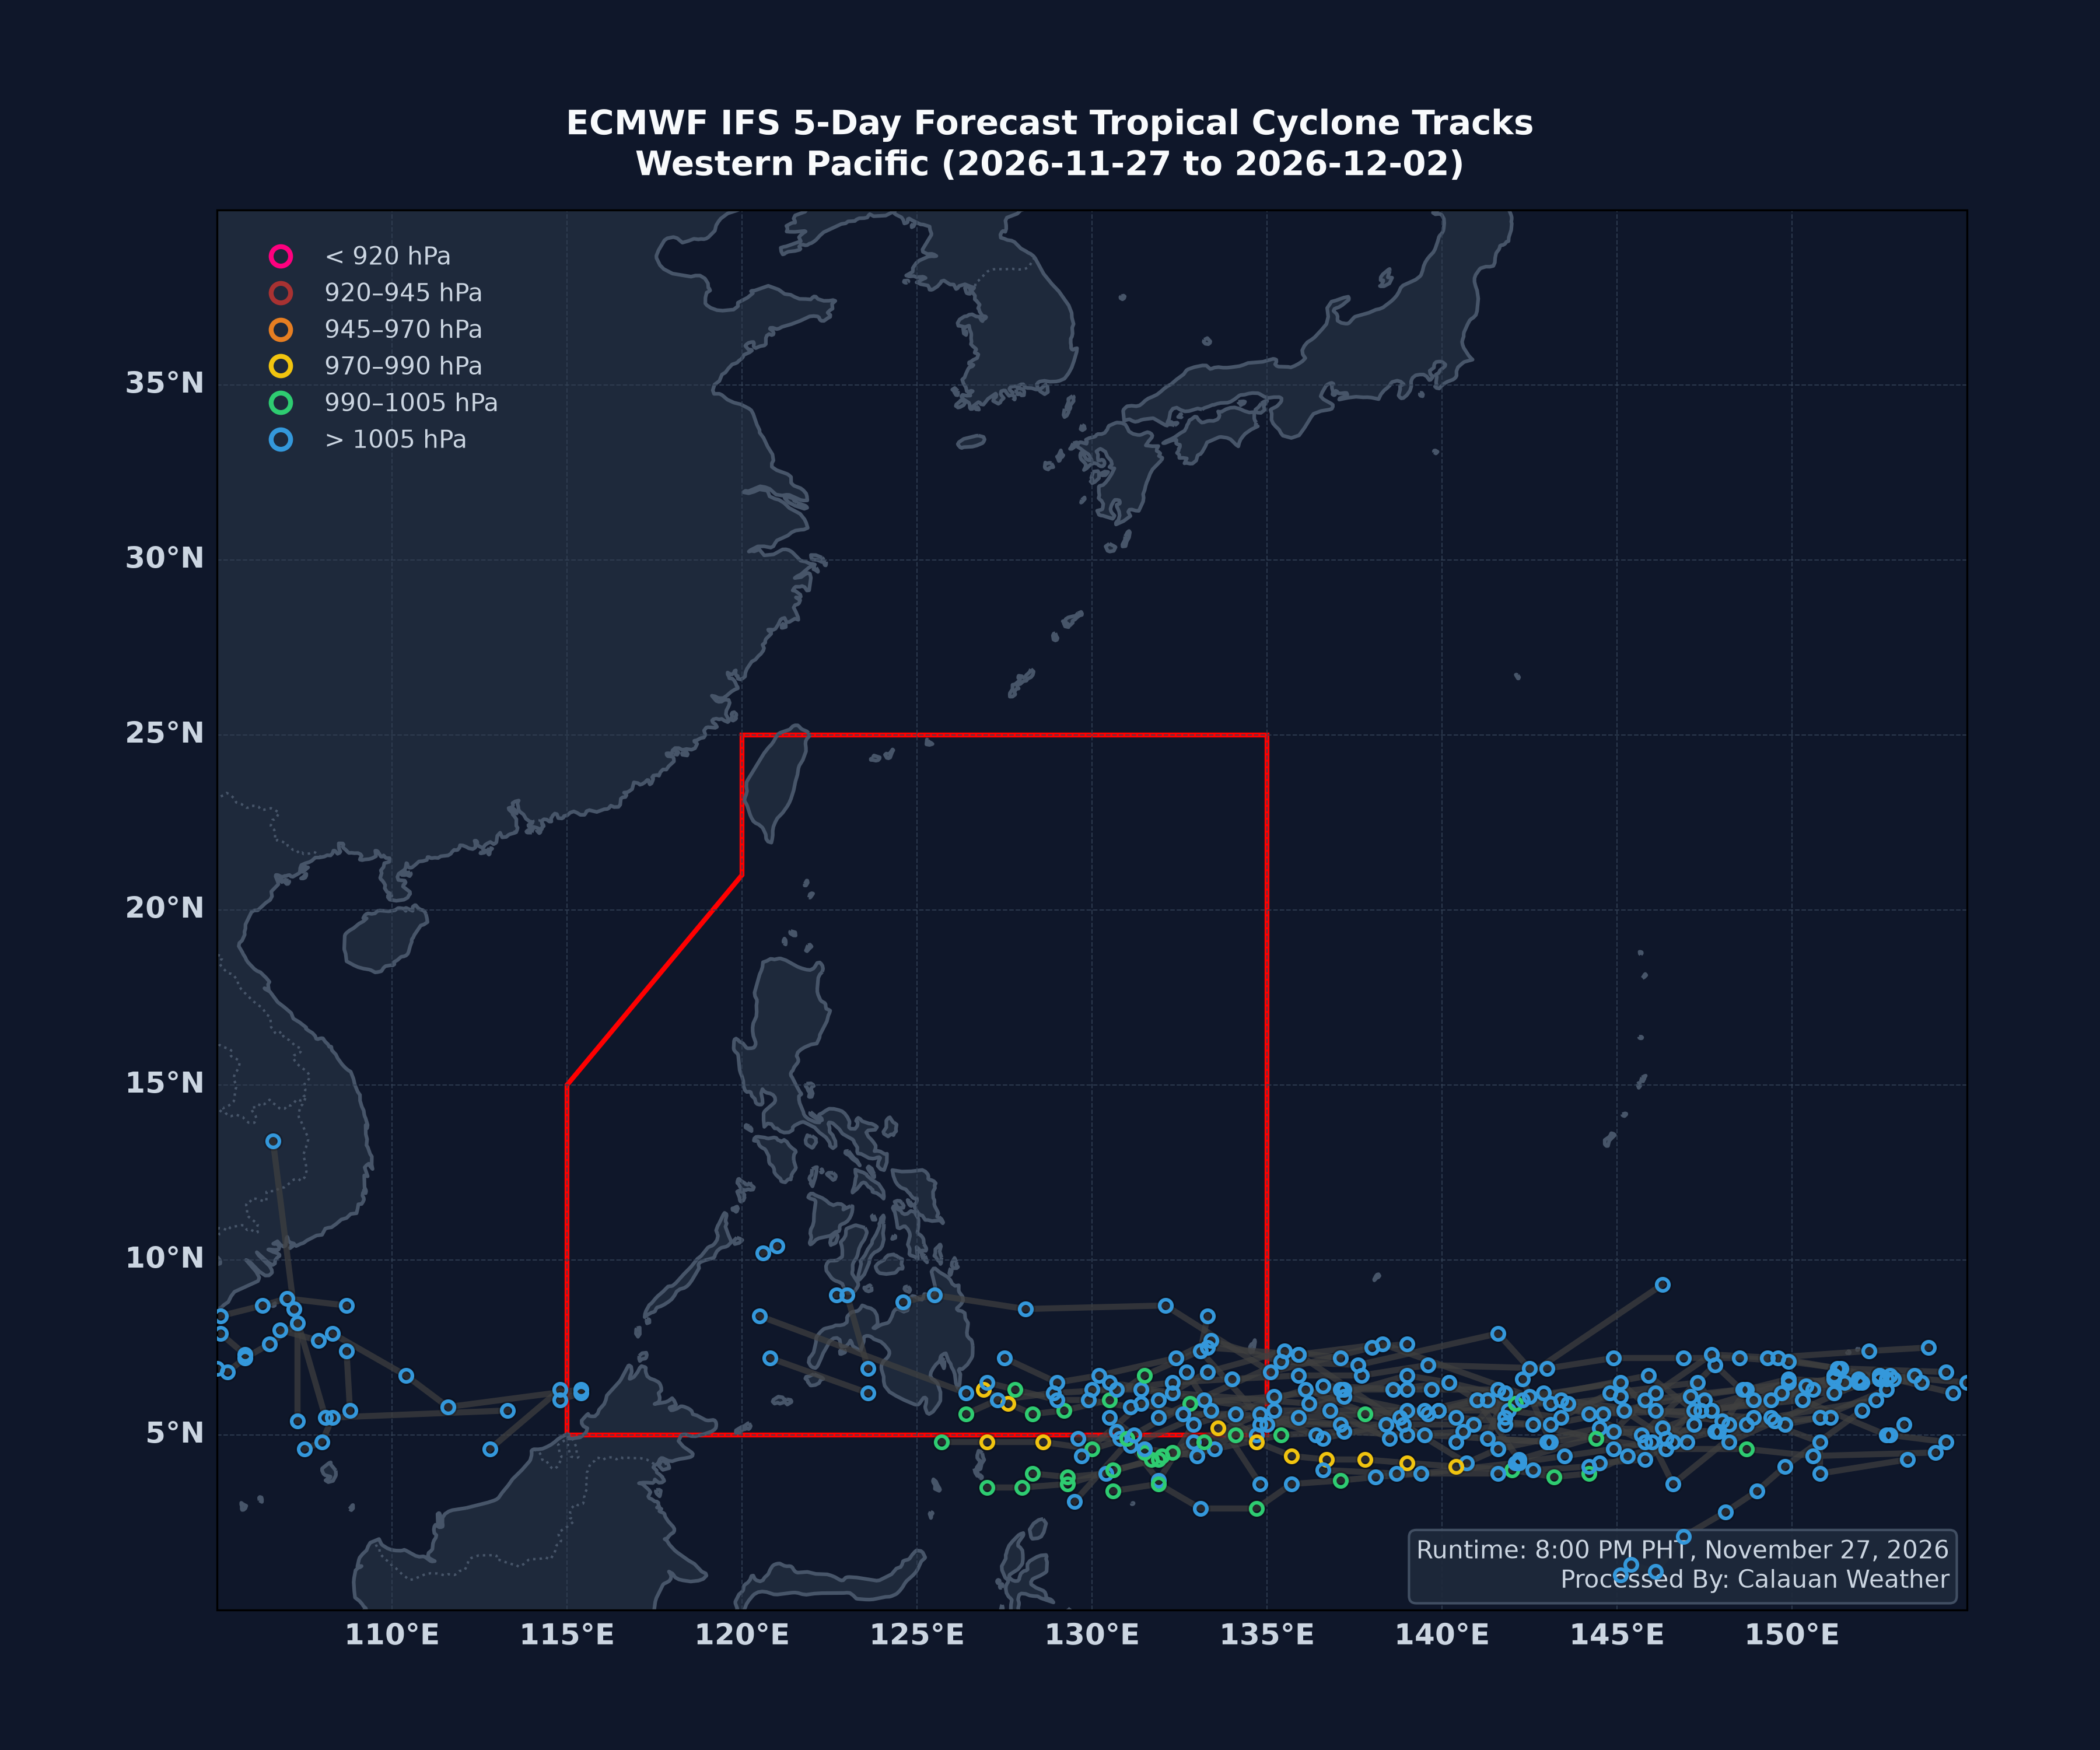 ECMWF IFS 5-Day Forecast Tropical Cyclone Tracks
Western Pacific (2026-11-27 to 2026-12-02)
< 920 hPa
920–945 hPa
945–970 hPa
970–990 hPa
990–1005 hPa
> 1005 hPa
35°N
30°N
25°N
20°N
15°N
10°N
5°N
Runtime: 8:00 PM PHT, November 27, 2026
Processed By: Calauan Weather
110°E
115°E
120°E
125°E
130°E
135°E
140°E
145°E
150°E